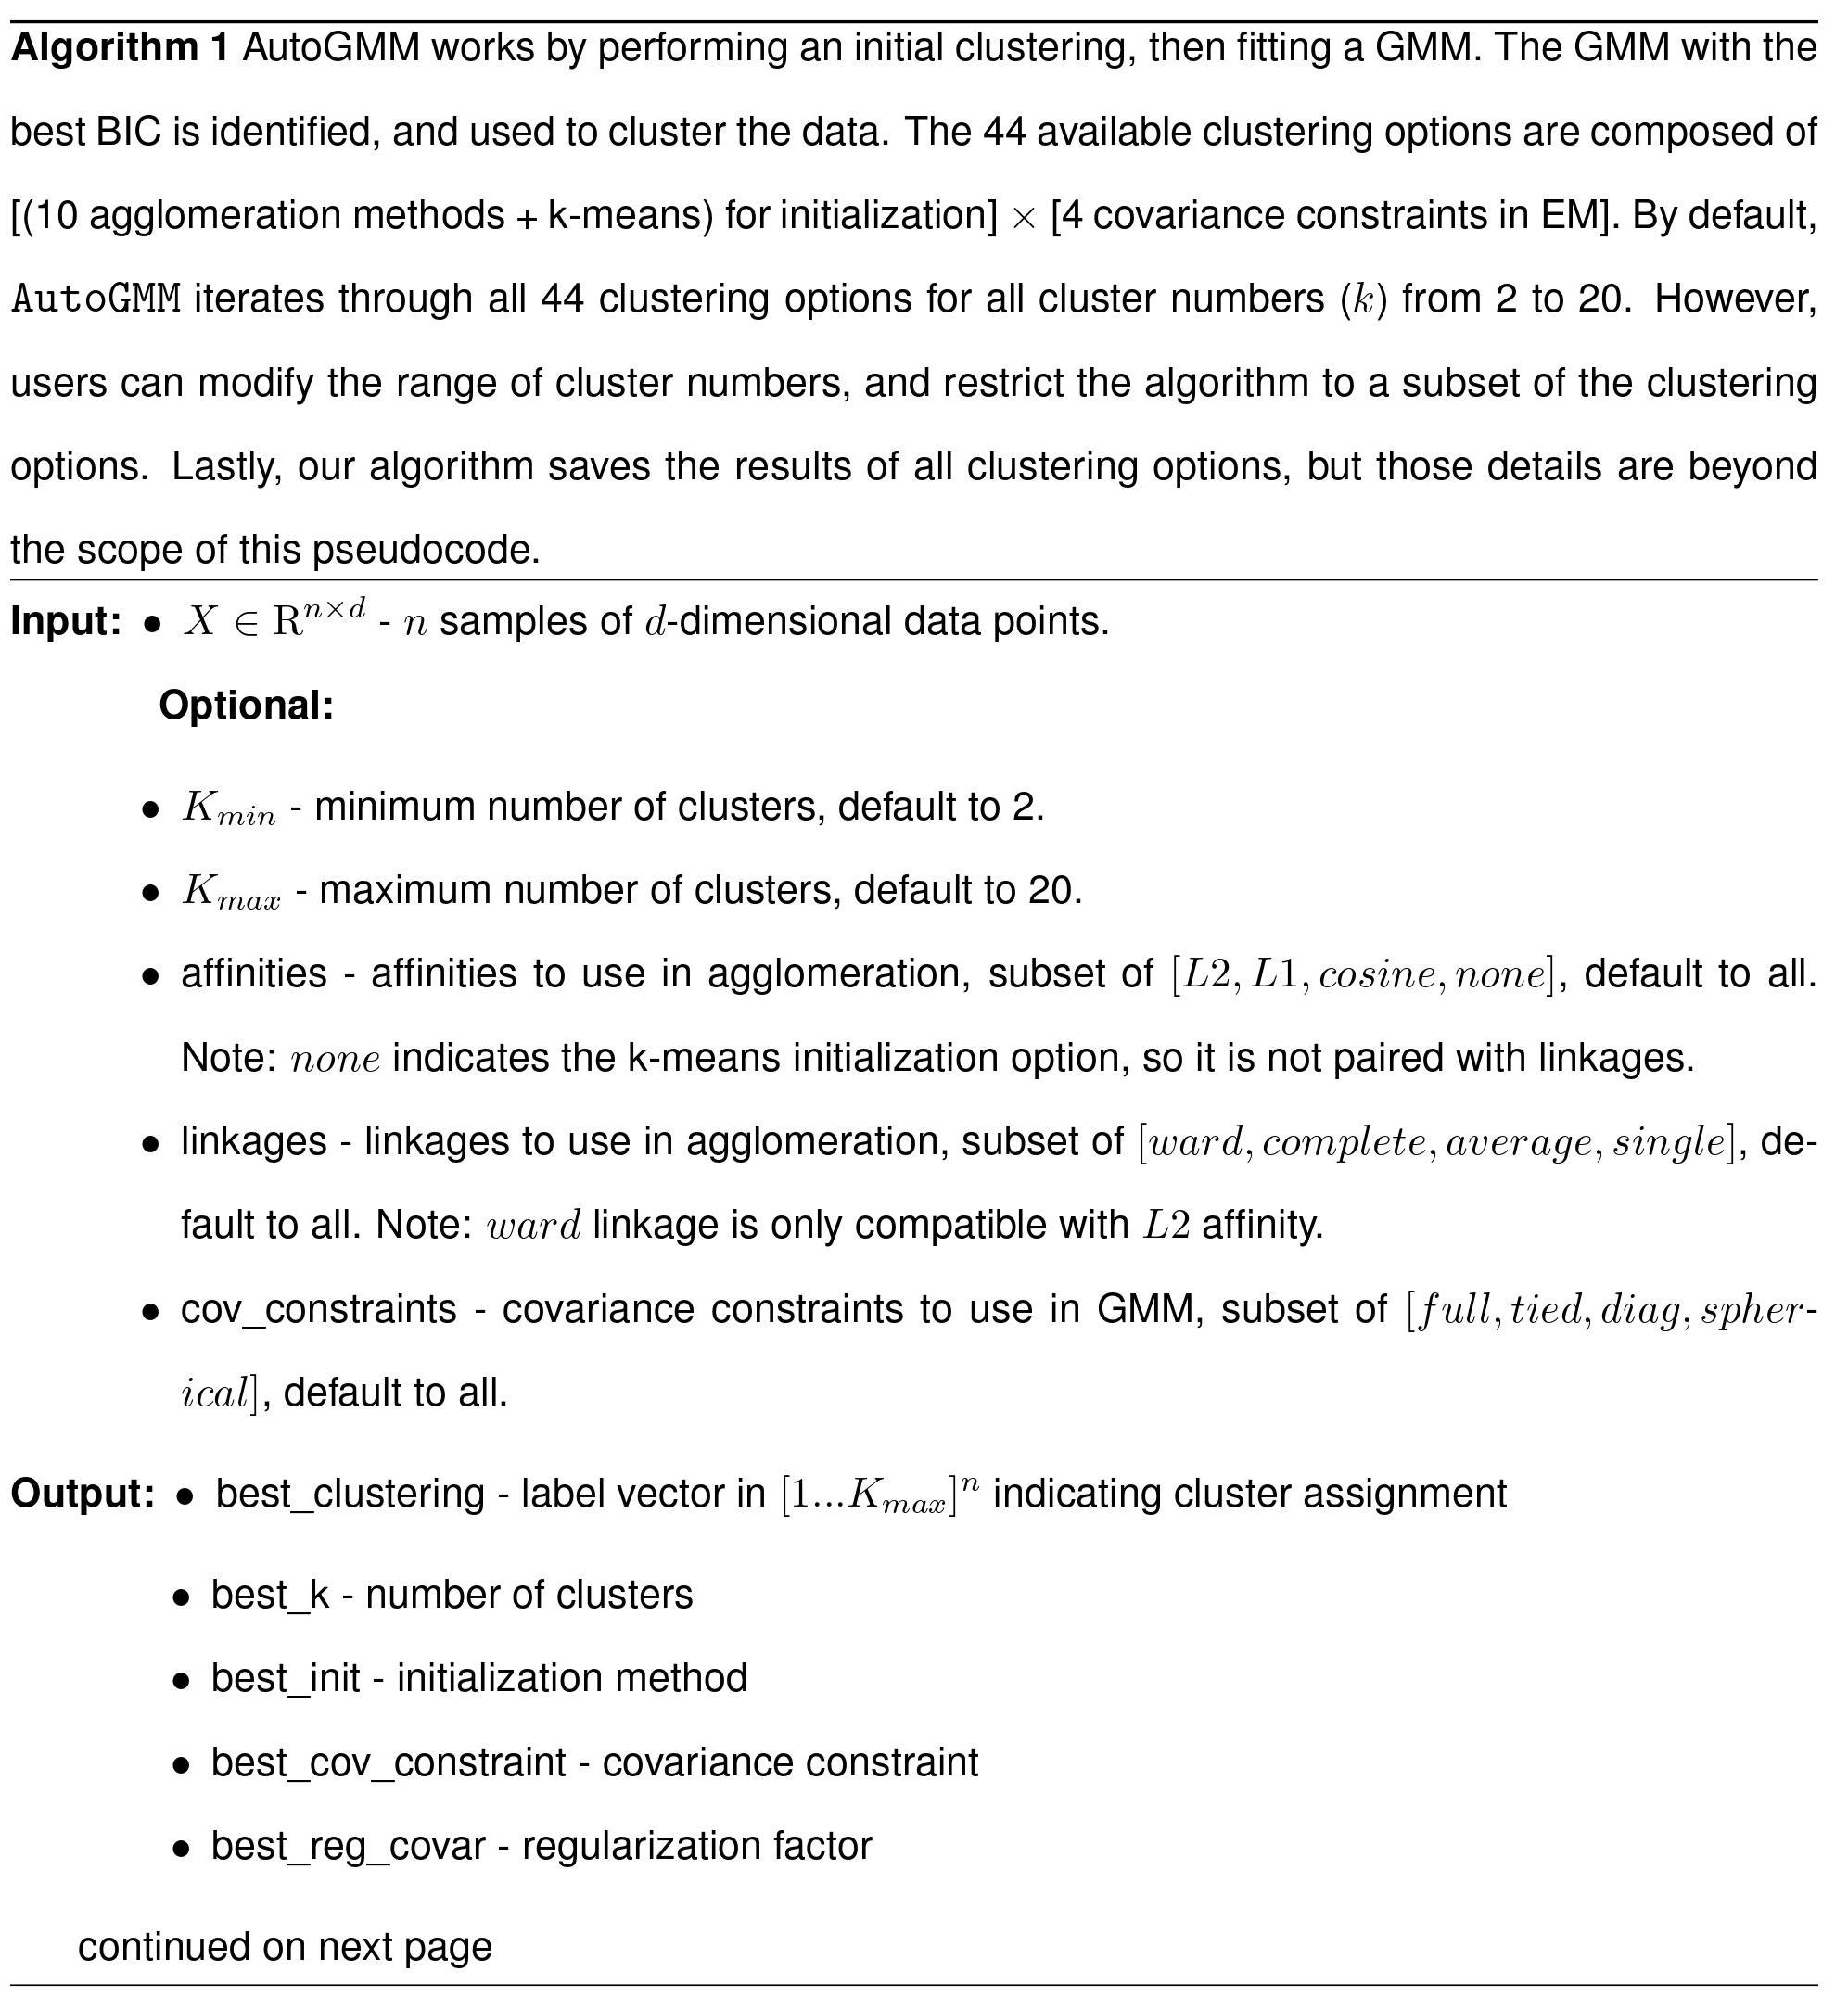 Algorithm 1 AutoGMM works by performing an initial clustering, then fitting a GMM. The GMM with the
best BIC is identified, and used to cluster the data. The 44 available clustering options are composed of
[(10 agglomeration methods + k-means) for initialization] × [4 covariance constraints in EM]. By default,
AutoGMM iterates through all 44 clustering options for all cluster numbers (k) from 2 to 20. However,
users can modify the range of cluster numbers, and restrict the algorithm to a subset of the clustering
options. Lastly, our algorithm saves the results of all clustering options, but those details are beyond
the scope of this pseudocode.
Input: • $X \in \mathrm{R}^{n \times d}$ - n samples of d-dimensional data points.
Optional:
• $K_{min}$ - minimum number of clusters, default to 2.
• $K_{max}$ - maximum number of clusters, default to 20.
• affinities - affinities to use in agglomeration, subset of [L2, L1, cosine, none], default to all.
Note: none indicates the k-means initialization option, so it is not paired with linkages.
• linkages - linkages to use in agglomeration, subset of [ward, complete, average, single], de-
fault to all. Note: ward linkage is only compatible with L2 affinity.
• cov_constraints - covariance constraints to use in GMM, subset of [full, tied, diag, spher-
ical], default to all.
Output: • best_clustering - label vector in $[1...K_{max}]^n$ indicating cluster assignment
• best_k - number of clusters
• best_init - initialization method
• best_cov_constraint - covariance constraint
• best_reg_covar - regularization factor
continued on next page